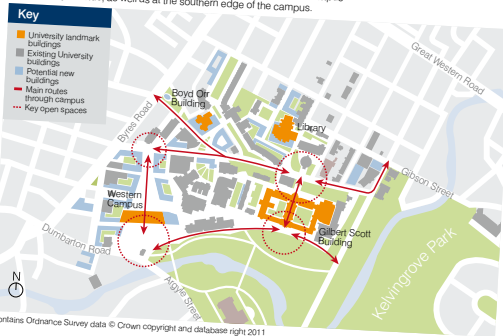 as well as at the southern edge of the campus.
Key
University landmark
buildings
Existing University
buildings
Potential new
buildings
Main routes
through campus
Key open spaces
Great Western Road
Boyd Orr
Building
Byres Road
Library
Gibson Street
Western
Campus
Gilbert Scott
Building
Dumbarton Road
Kelvingrove Park
Argyle Street
N
ontains Ordnance Survey data © Crown copyright and database right 2011